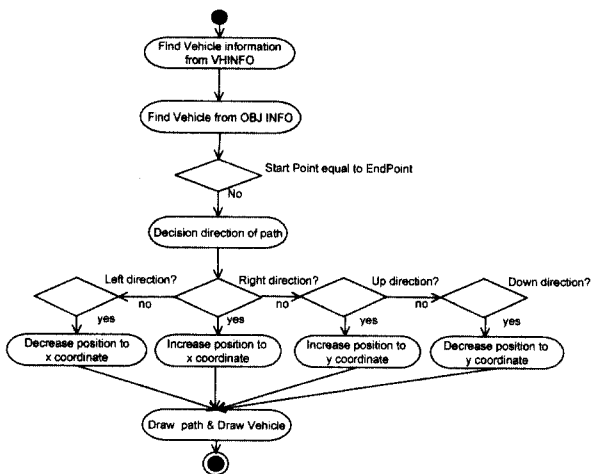 Find Vehicle information
from VHINFO
Find Vehicle from OBJ INFO
Start Point equal to EndPoint
No
Decision direction of path
Left direction?
Right direction?
Up direction?
Down direction?
no
no
no
yes
yes
yes
yes
Decrease position to
x coordinate
Increase position to
x coordinate
Increase position to
y coordinate
Decrease position to
y coordinate
Draw path & Draw Vehicle